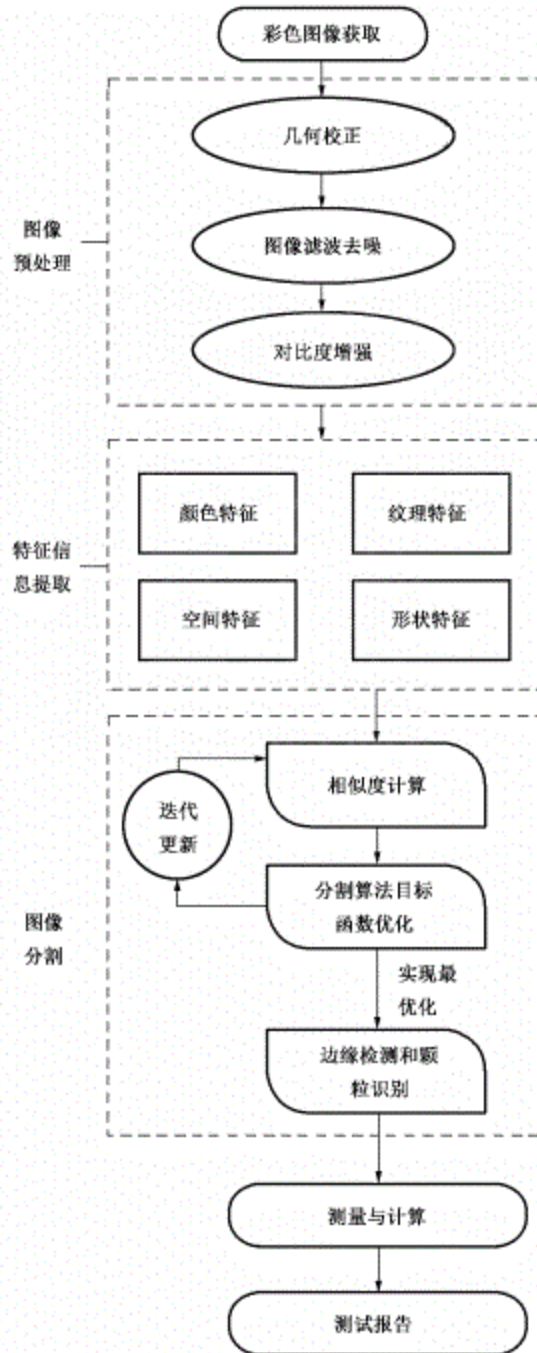 彩色图像获取
几何校正
图像
预处理
图像滤波去噪
对比度增强
颜色特征
纹理特征
特征信
息提取
空间特征
形状特征
相似度计算
迭代
更新
分割算法目标
函数优化
图像
分割
实现最
优化
边缘检测和颗
粒识别
测量与计算
测试报告